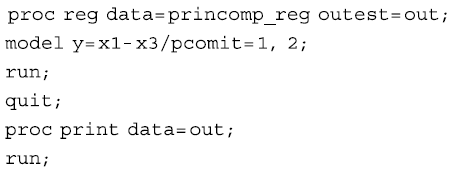 proc reg data=princomp_reg outest=out;
model y=x1-x3/pcomit=1, 2;
run;
quit;
proc print data=out;
run;